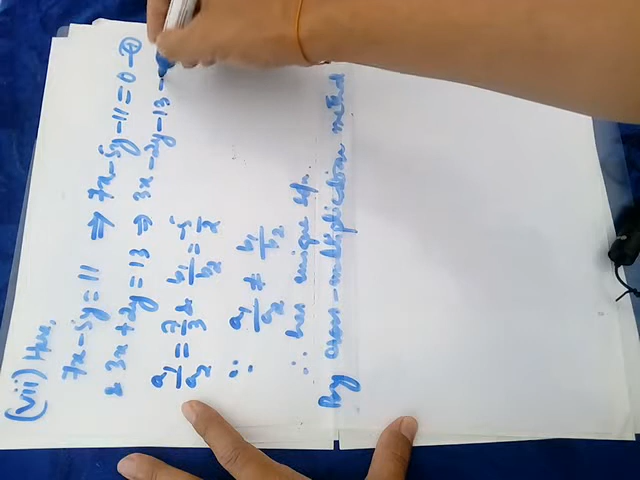 (vii) Here,
7x-5y=11 ⇒ 7x-5y-11=0-①
& 3x+2y=13 ⇒ 3x-2y-13-
a₁/a₂ = 7/3 & b₁/b₂ = -5/2
∴ a₁/a₂ ≠ b₁/b₂
∴ has unique solⁿ.
By cross-multiplication method